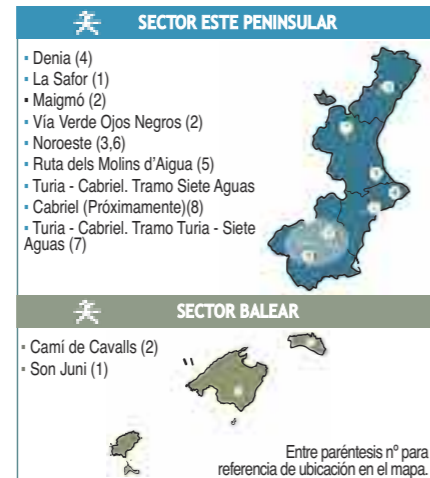 SECTOR ESTE PENINSULAR
▪ Denia (4)
▪ La Safor (1)
▪ Maigmó (2)
▪ Vía Verde Ojos Negros (2)
▪ Noroeste (3,6)
▪ Ruta dels Molins d’Aigua (5)
▪ Turia - Cabriel. Tramo Siete Aguas
▪ Cabriel (Próximamente)(8)
▪ Turia - Cabriel. Tramo Turia - Siete
Aguas (7)
SECTOR BALEAR
▪ Camí de Cavalls (2)
▪ Son Juni (1)
Entre paréntesis nº para
referencia de ubicación en el mapa.